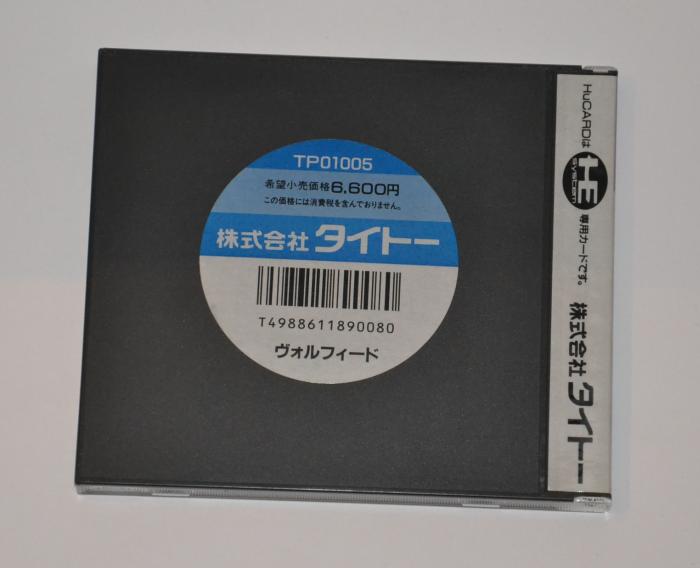 TP01005
希望小売価格6,600円
この価格には消費税を含んでおりません。
株式会社 タイトー
T4988611890080
ヴォルフィード
HuCARDは HE SYSTEM 専用カードです。 株式会社 タイトー